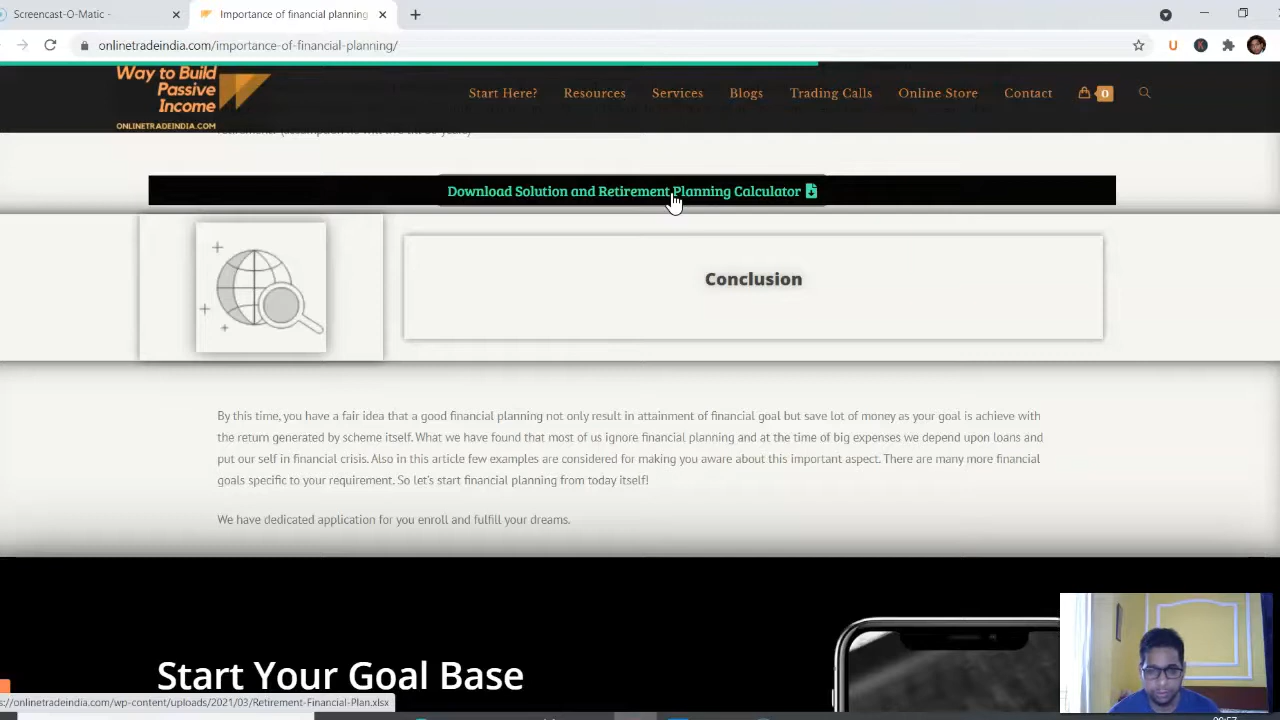 Screencast-O-Matic -
Importance of financial planning
onlinetradeindia.com/importance-of-financial-planning/
Way to Build
Passive
Income
ONLINETRADEINDIA.COM
Start Here?
Resources
Services
Blogs
Trading Calls
Online Store
Contact
0
Download Solution and Retirement Planning Calculator
Conclusion
By this time, you have a fair idea that a good financial planning not only result in attainment of financial goal but save lot of money as your goal is achieve with
the return generated by scheme itself. What we have found that most of us ignore financial planning and at the time of big expenses we depend upon loans and
put our self in financial crisis. Also in this article few examples are considered for making you aware about this important aspect. There are many more financial
goals specific to your requirement. So let's start financial planning from today itself!
We have dedicated application for you enroll and fulfill your dreams.
Start Your Goal Base
s://onlinetradeindia.com/wp-content/uploads/2021/03/Retirement-Financial-Plan.xlsx